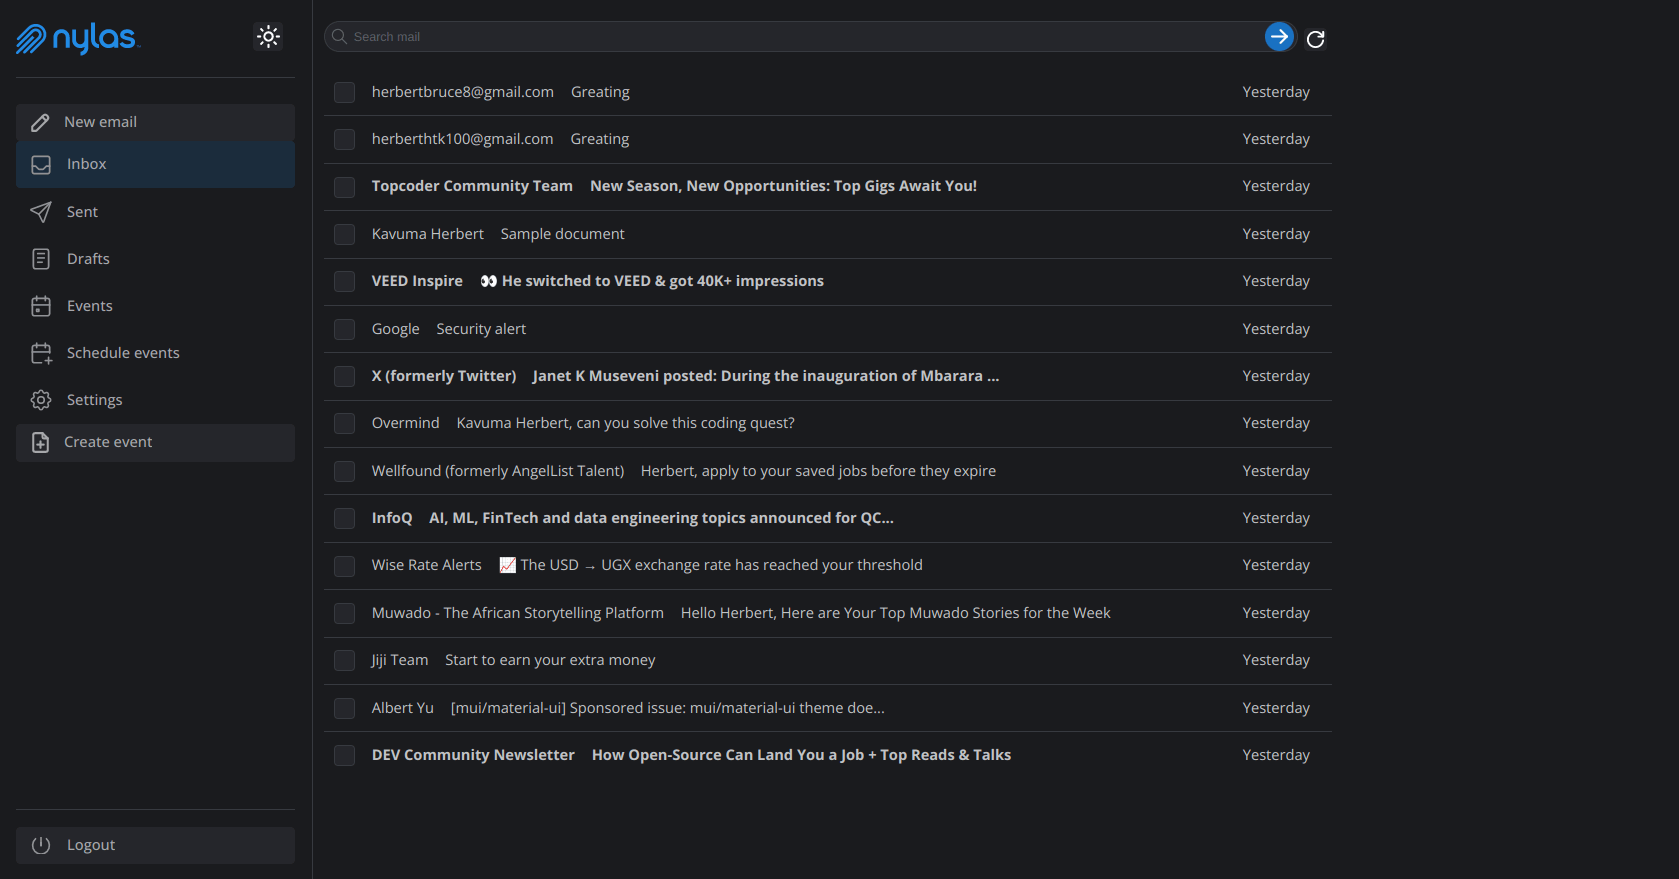 nylas
New email
Inbox
Sent
Drafts
Events
Schedule events
Settings
Create event
Logout
Search mail
herbertbruce8@gmail.com Greating Yesterday
herberthtk100@gmail.com Greating Yesterday
Topcoder Community Team New Season, New Opportunities: Top Gigs Await You! Yesterday
Kavuma Herbert Sample document Yesterday
VEED Inspire 👀 He switched to VEED & got 40K+ impressions Yesterday
Google Security alert Yesterday
X (formerly Twitter) Janet K Museveni posted: During the inauguration of Mbarara ... Yesterday
Overmind Kavuma Herbert, can you solve this coding quest? Yesterday
Wellfound (formerly AngelList Talent) Herbert, apply to your saved jobs before they expire Yesterday
InfoQ AI, ML, FinTech and data engineering topics announced for QC... Yesterday
Wise Rate Alerts 📈 The USD → UGX exchange rate has reached your threshold Yesterday
Muwado - The African Storytelling Platform Hello Herbert, Here are Your Top Muwado Stories for the Week Yesterday
Jiji Team Start to earn your extra money Yesterday
Albert Yu [mui/material-ui] Sponsored issue: mui/material-ui theme doe... Yesterday
DEV Community Newsletter How Open-Source Can Land You a Job + Top Reads & Talks Yesterday